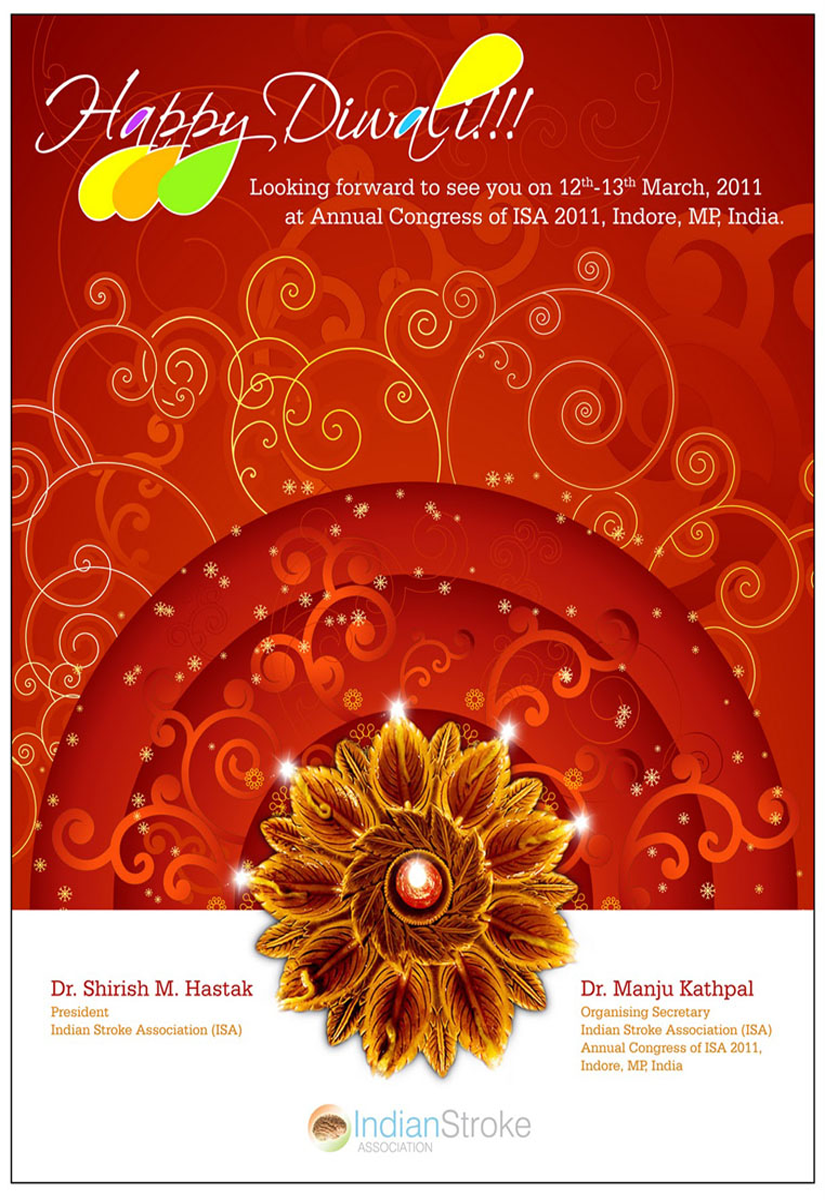 Happy Diwali!!!
Looking forward to see you on 12th-13th March, 2011
at Annual Congress of ISA 2011, Indore, MP, India.
Dr. Shirish M. Hastak
President
Indian Stroke Association (ISA)
Dr. Manju Kathpal
Organising Secretary
Indian Stroke Association (ISA)
Annual Congress of ISA 2011,
Indore, MP, India
IndianStroke
ASSOCIATION